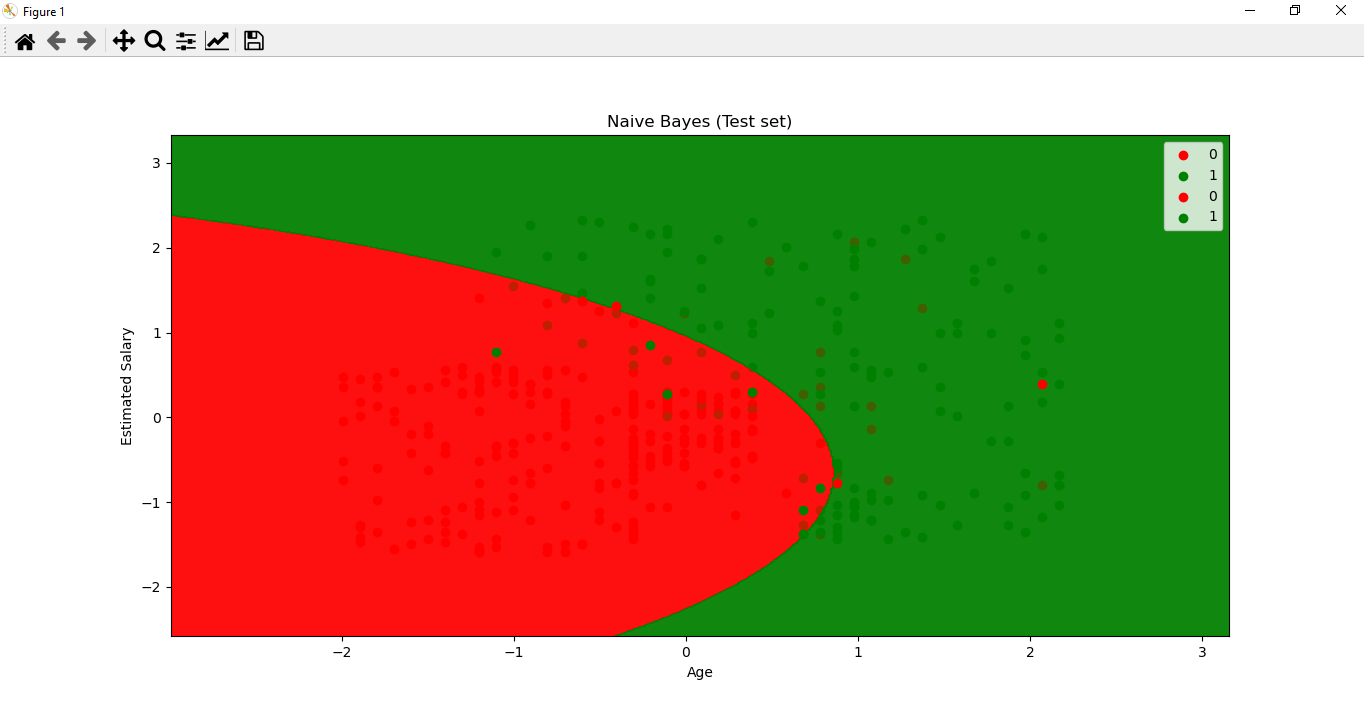 Figure 1
Naive Bayes (Test set)
0
1
0
1
3
2
1
0
−1
−2
Estimated Salary
−2 −1 0 1 2 3
Age